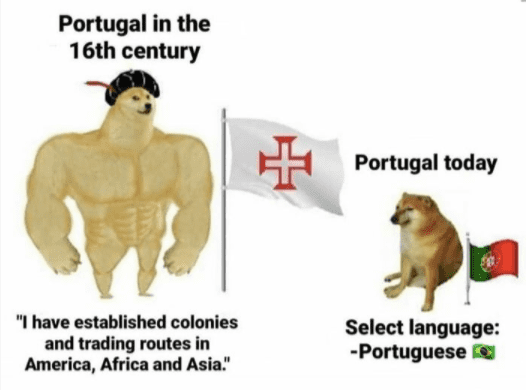 Portugal in the
16th century
Portugal today
"I have established colonies
and trading routes in
America, Africa and Asia."
Select language:
-Portuguese 🇧🇷